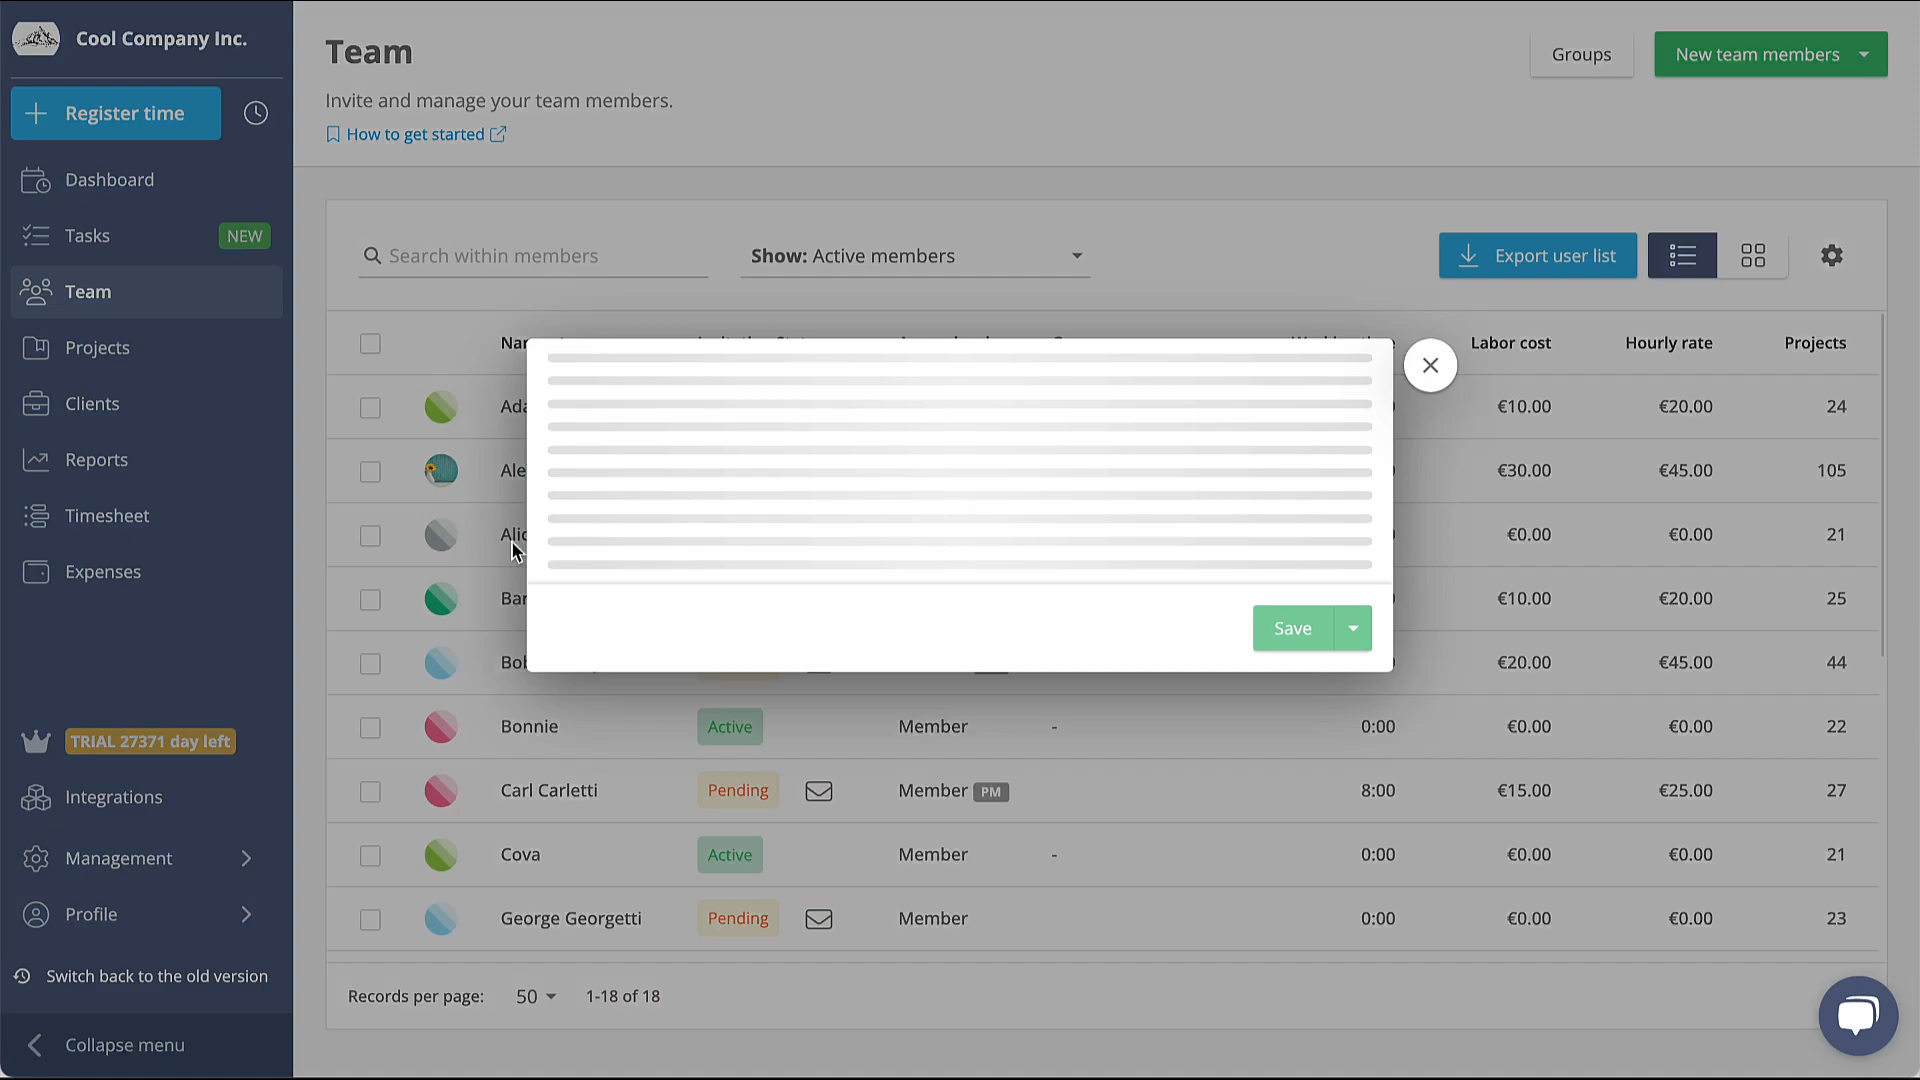 Cool Company Inc.
Register time
Dashboard
Tasks NEW
Team
Projects
Clients
Reports
Timesheet
Expenses
TRIAL 27371 day left
Integrations
Management
Profile
Switch back to the old version
Collapse menu
Team
Invite and manage your team members.
How to get started
Groups
New team members
Search within members
Show: Active members
Export user list
Labor cost Hourly rate Projects
€10.00 €20.00 24
€30.00 €45.00 105
€0.00 €0.00 21
€10.00 €20.00 25
€20.00 €45.00 44
Save
Bonnie Active Member - 0:00 €0.00 €0.00 22
Carl Carletti Pending Member PM 8:00 €15.00 €25.00 27
Cova Active Member - 0:00 €0.00 €0.00 21
George Georgetti Pending Member 0:00 €0.00 €0.00 23
Records per page: 50 1-18 of 18